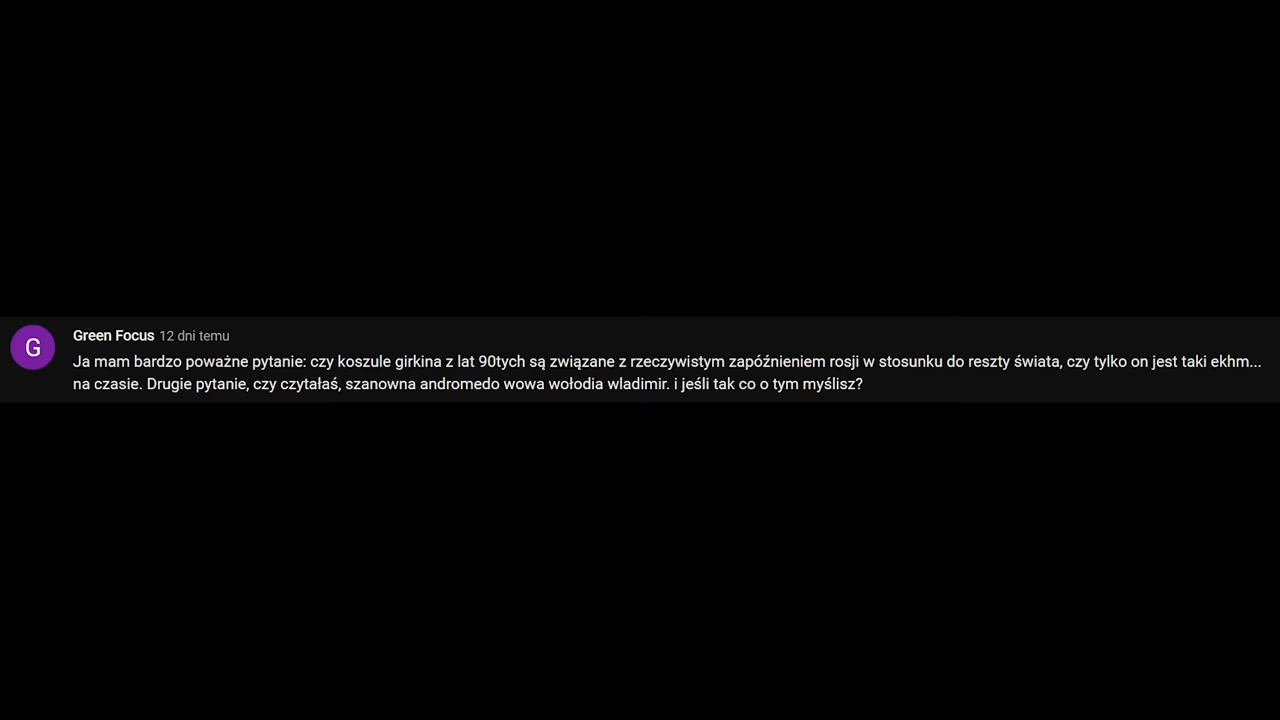 G
Green Focus 12 dni temu
Ja mam bardzo poważne pytanie: czy koszule girkina z lat 90tych są związane z rzeczywistym zapóźnieniem rosji w stosunku do reszty świata, czy tylko on jest taki ekhm...
na czasie. Drugie pytanie, czy czytałaś, szanowna andromedo wowa wołodia wladimir. i jeśli tak co o tym myślisz?